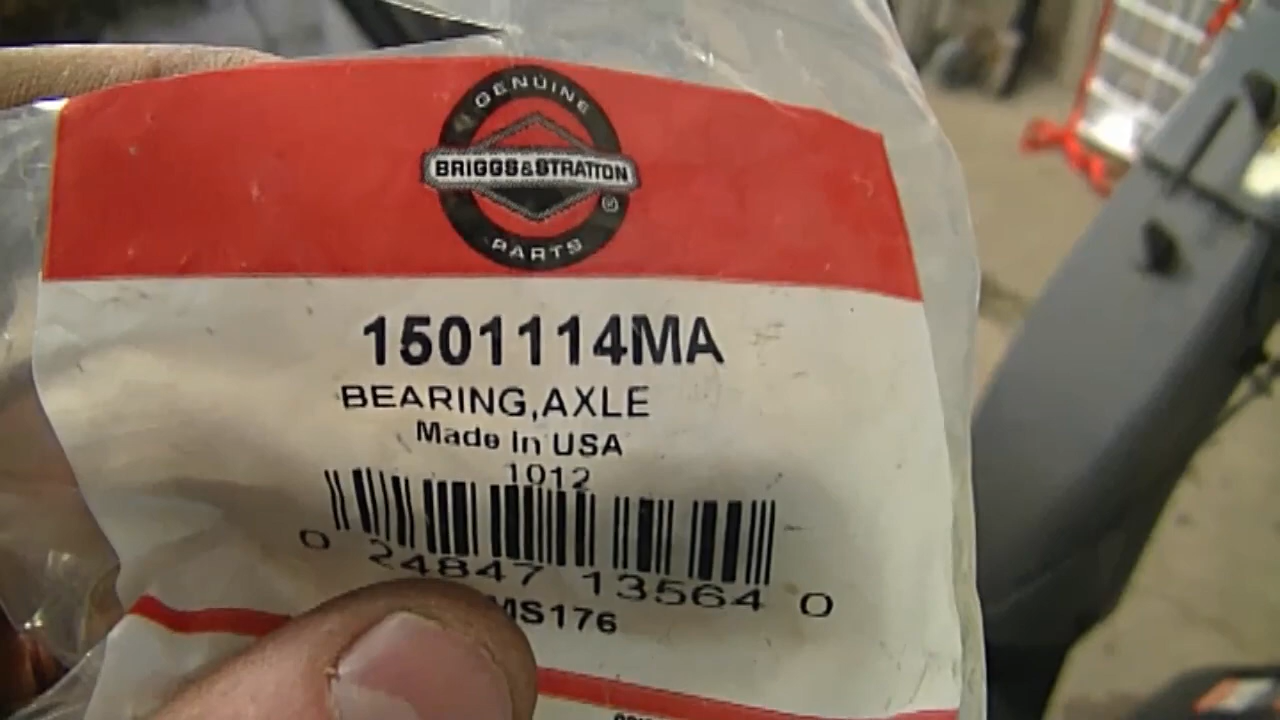 GENUINE
BRIGGS&STRATTON
®
PARTS
1501114MA
BEARING,AXLE
Made In USA
1012
0 24847 13564 0
MS176